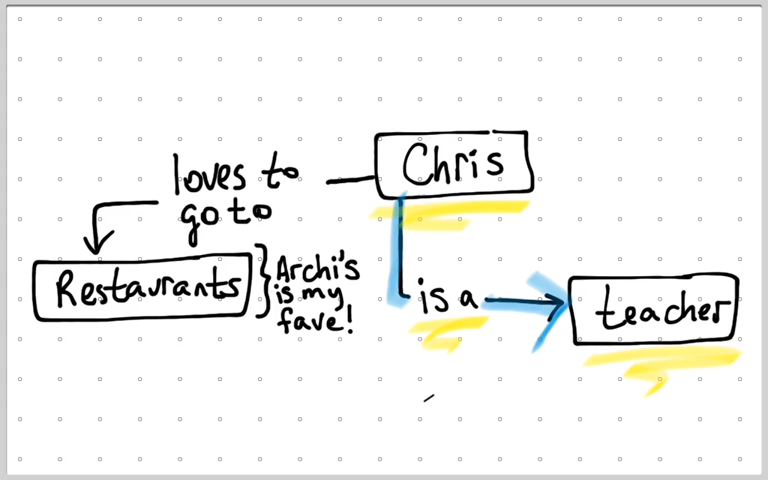 Chris
loves to
go to
Restaurants
Archi's
is my
fave!
is a
teacher